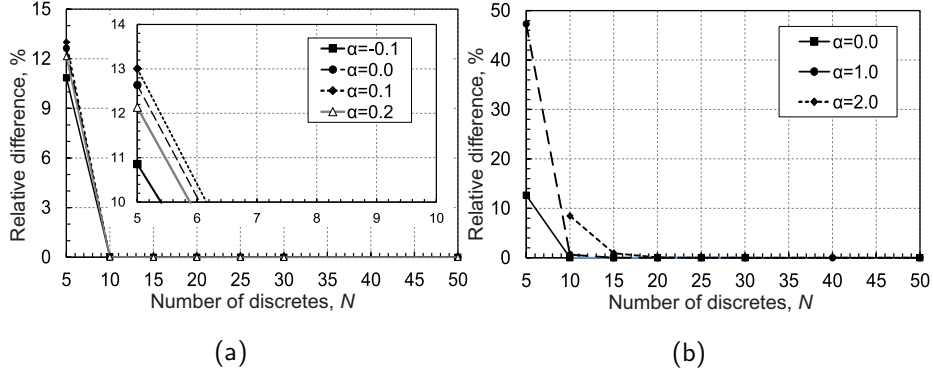 Relative difference, %
15
12
9
6
3
0
5 10 15 20 25 30 35 40 45 50
Number of discretes, N
14
13
12
11
10
5 6 7 8 9 10
α=-0.1
α=0.0
α=0.1
α=0.2
(a)
Relative difference, %
50
40
30
20
10
0
5 10 15 20 25 30 35 40 45 50
Number of discretes, N
α=0.0
α=1.0
α=2.0
(b)